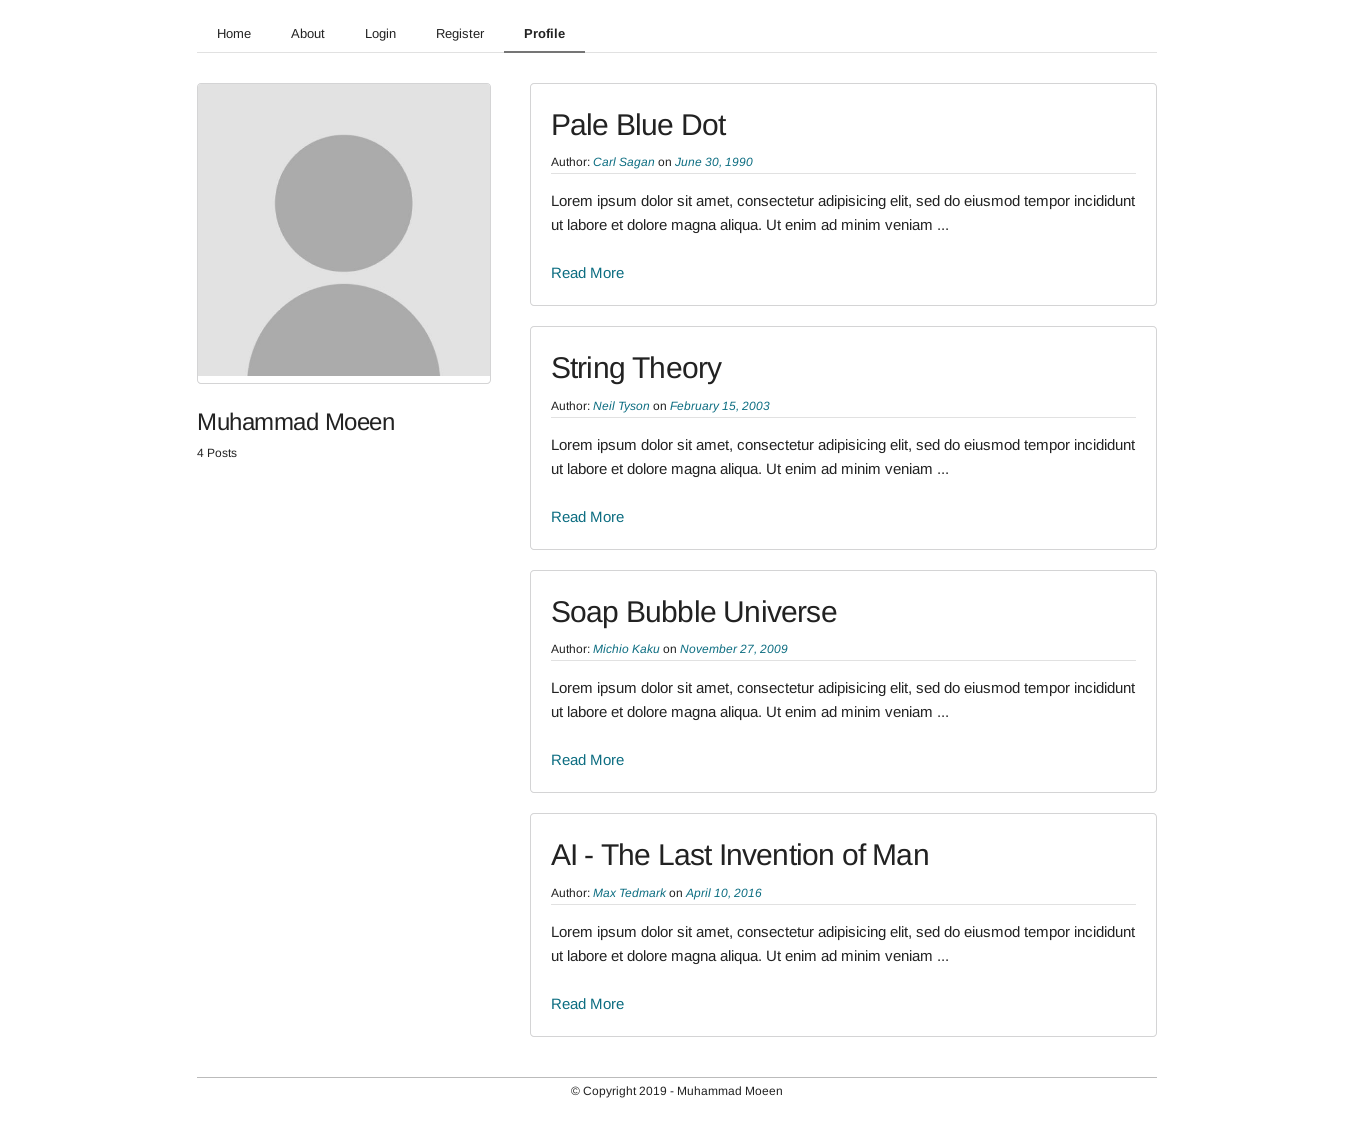 Home About Login Register Profile
Muhammad Moeen
4 Posts
Pale Blue Dot
Author: Carl Sagan on June 30, 1990
Lorem ipsum dolor sit amet, consectetur adipisicing elit, sed do eiusmod tempor incididunt
ut labore et dolore magna aliqua. Ut enim ad minim veniam ...
Read More
String Theory
Author: Neil Tyson on February 15, 2003
Lorem ipsum dolor sit amet, consectetur adipisicing elit, sed do eiusmod tempor incididunt
ut labore et dolore magna aliqua. Ut enim ad minim veniam ...
Read More
Soap Bubble Universe
Author: Michio Kaku on November 27, 2009
Lorem ipsum dolor sit amet, consectetur adipisicing elit, sed do eiusmod tempor incididunt
ut labore et dolore magna aliqua. Ut enim ad minim veniam ...
Read More
AI - The Last Invention of Man
Author: Max Tedmark on April 10, 2016
Lorem ipsum dolor sit amet, consectetur adipisicing elit, sed do eiusmod tempor incididunt
ut labore et dolore magna aliqua. Ut enim ad minim veniam ...
Read More
© Copyright 2019 - Muhammad Moeen